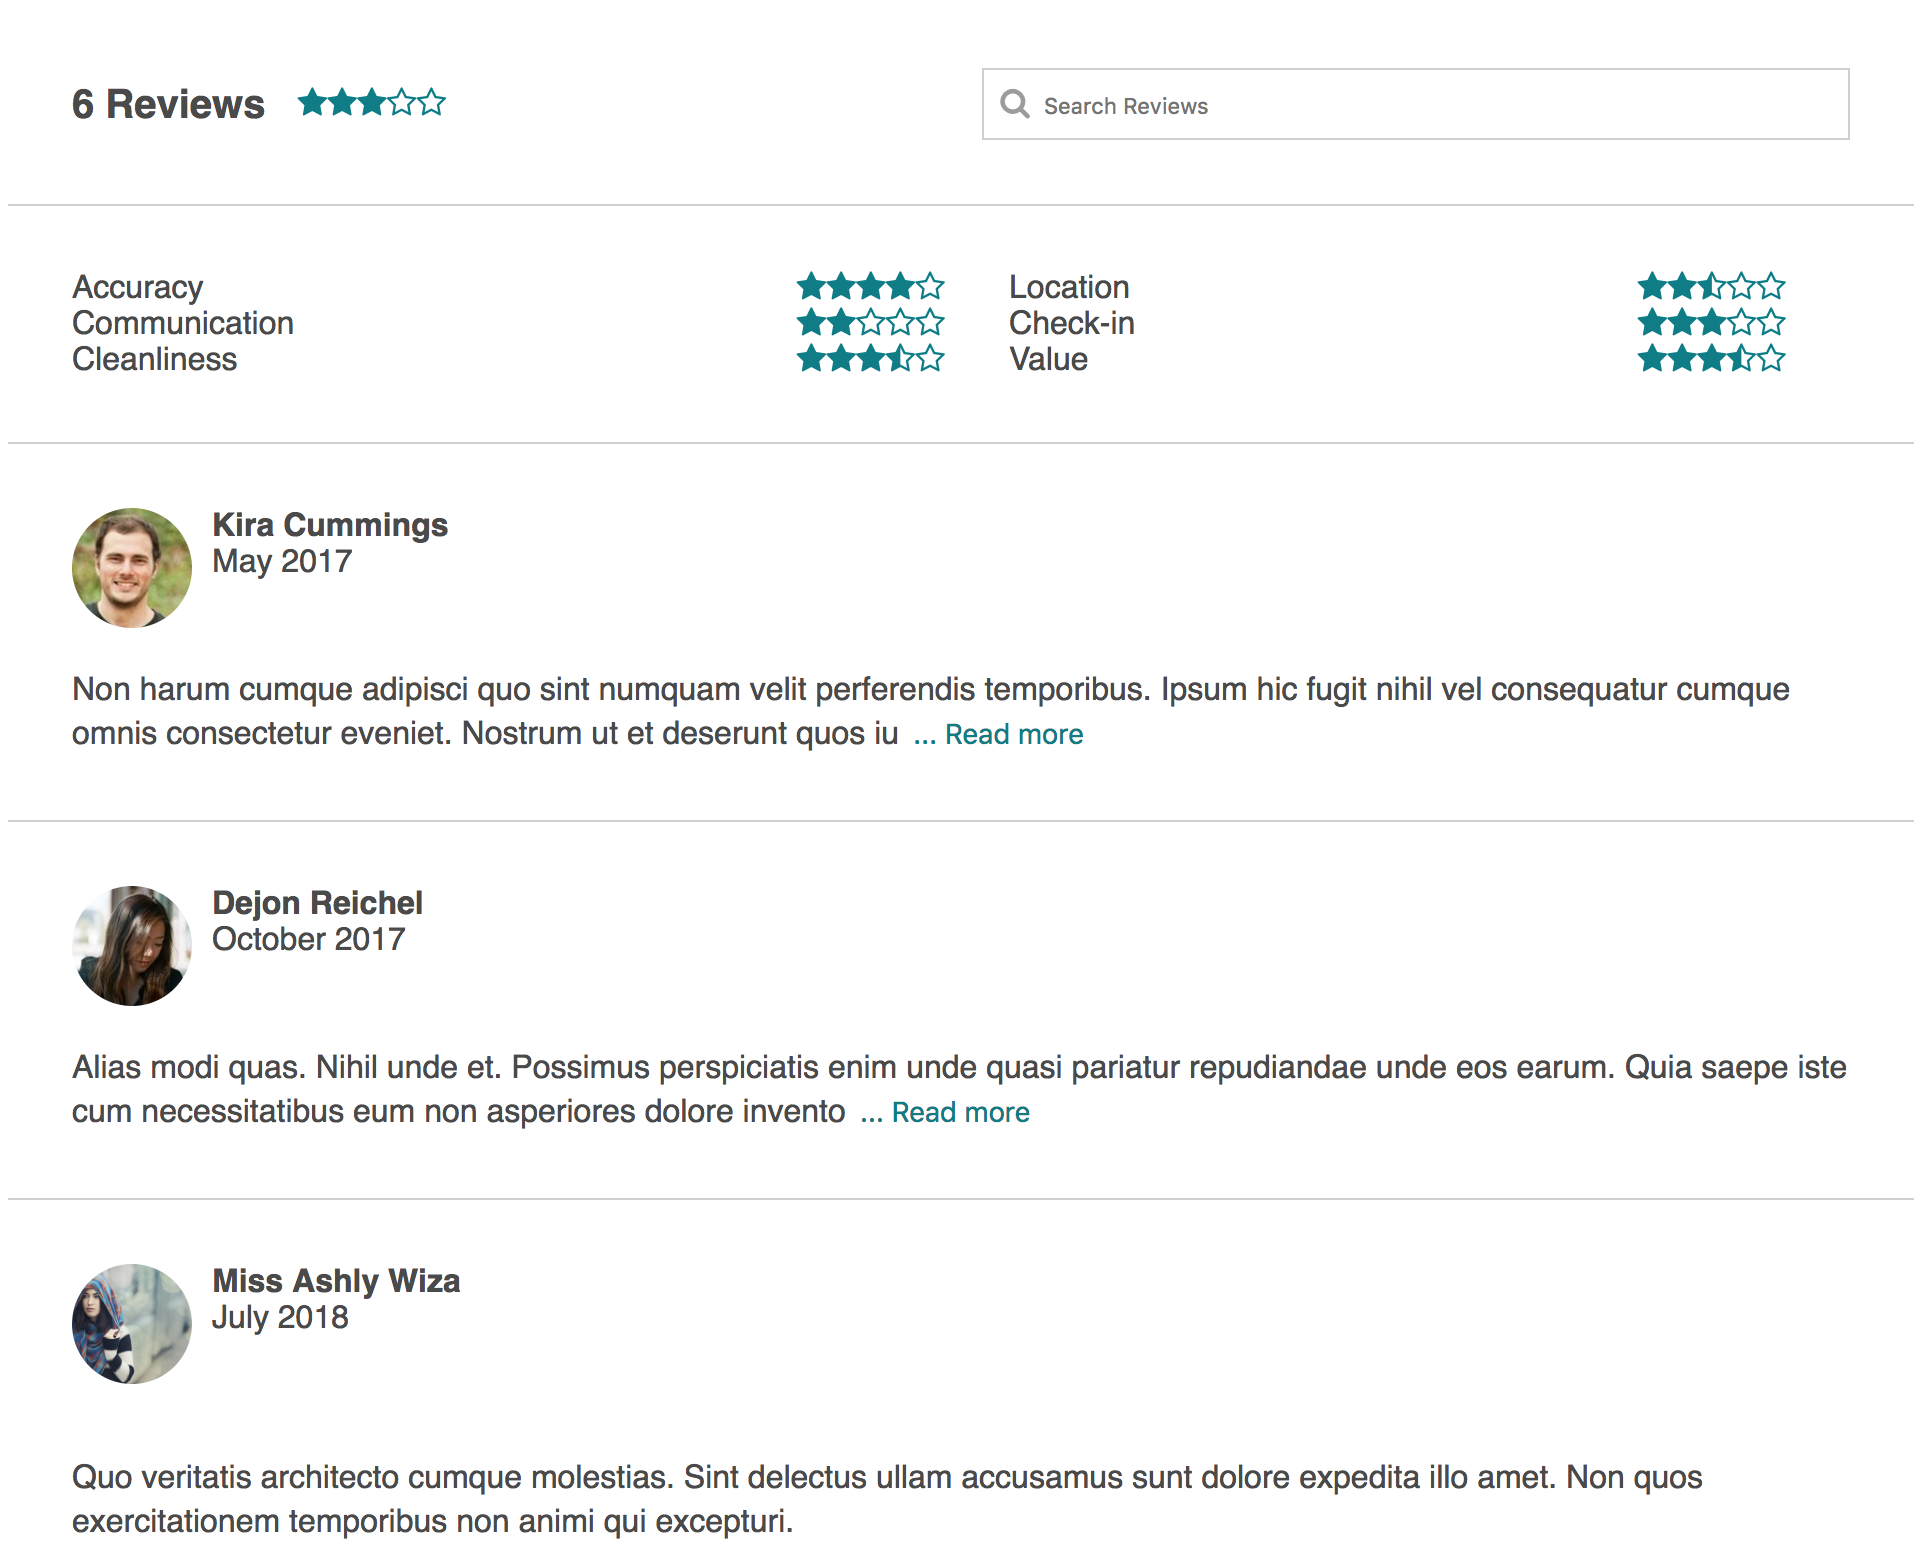 6 Reviews
Search Reviews
Accuracy
Location
Communication
Check-in
Cleanliness
Value
Kira Cummings
May 2017
Non harum cumque adipisci quo sint numquam velit perferendis temporibus. Ipsum hic fugit nihil vel consequatur cumque
omnis consectetur eveniet. Nostrum ut et deserunt quos iu ... Read more
Dejon Reichel
October 2017
Alias modi quas. Nihil unde et. Possimus perspiciatis enim unde quasi pariatur repudiandae unde eos earum. Quia saepe iste
cum necessitatibus eum non asperiores dolore invento ... Read more
Miss Ashly Wiza
July 2018
Quo veritatis architecto cumque molestias. Sint delectus ullam accusamus sunt dolore expedita illo amet. Non quos
exercitationem temporibus non animi qui excepturi.